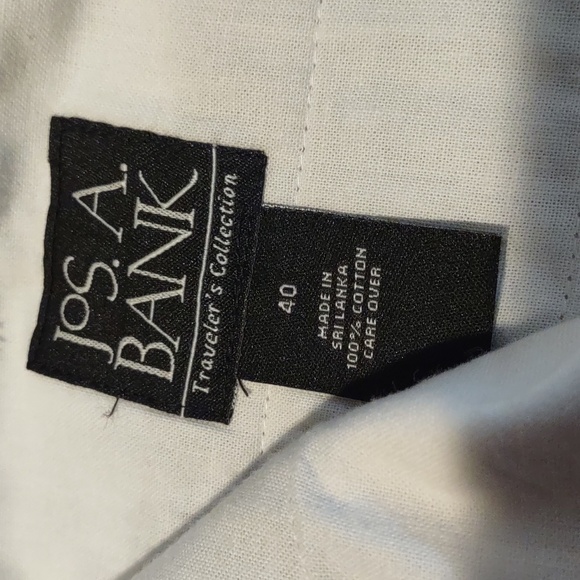 JOS. A.
BANK
Traveler's Collection
40
MADE IN
SRI LANKA
100% COTTON
CARE OVER